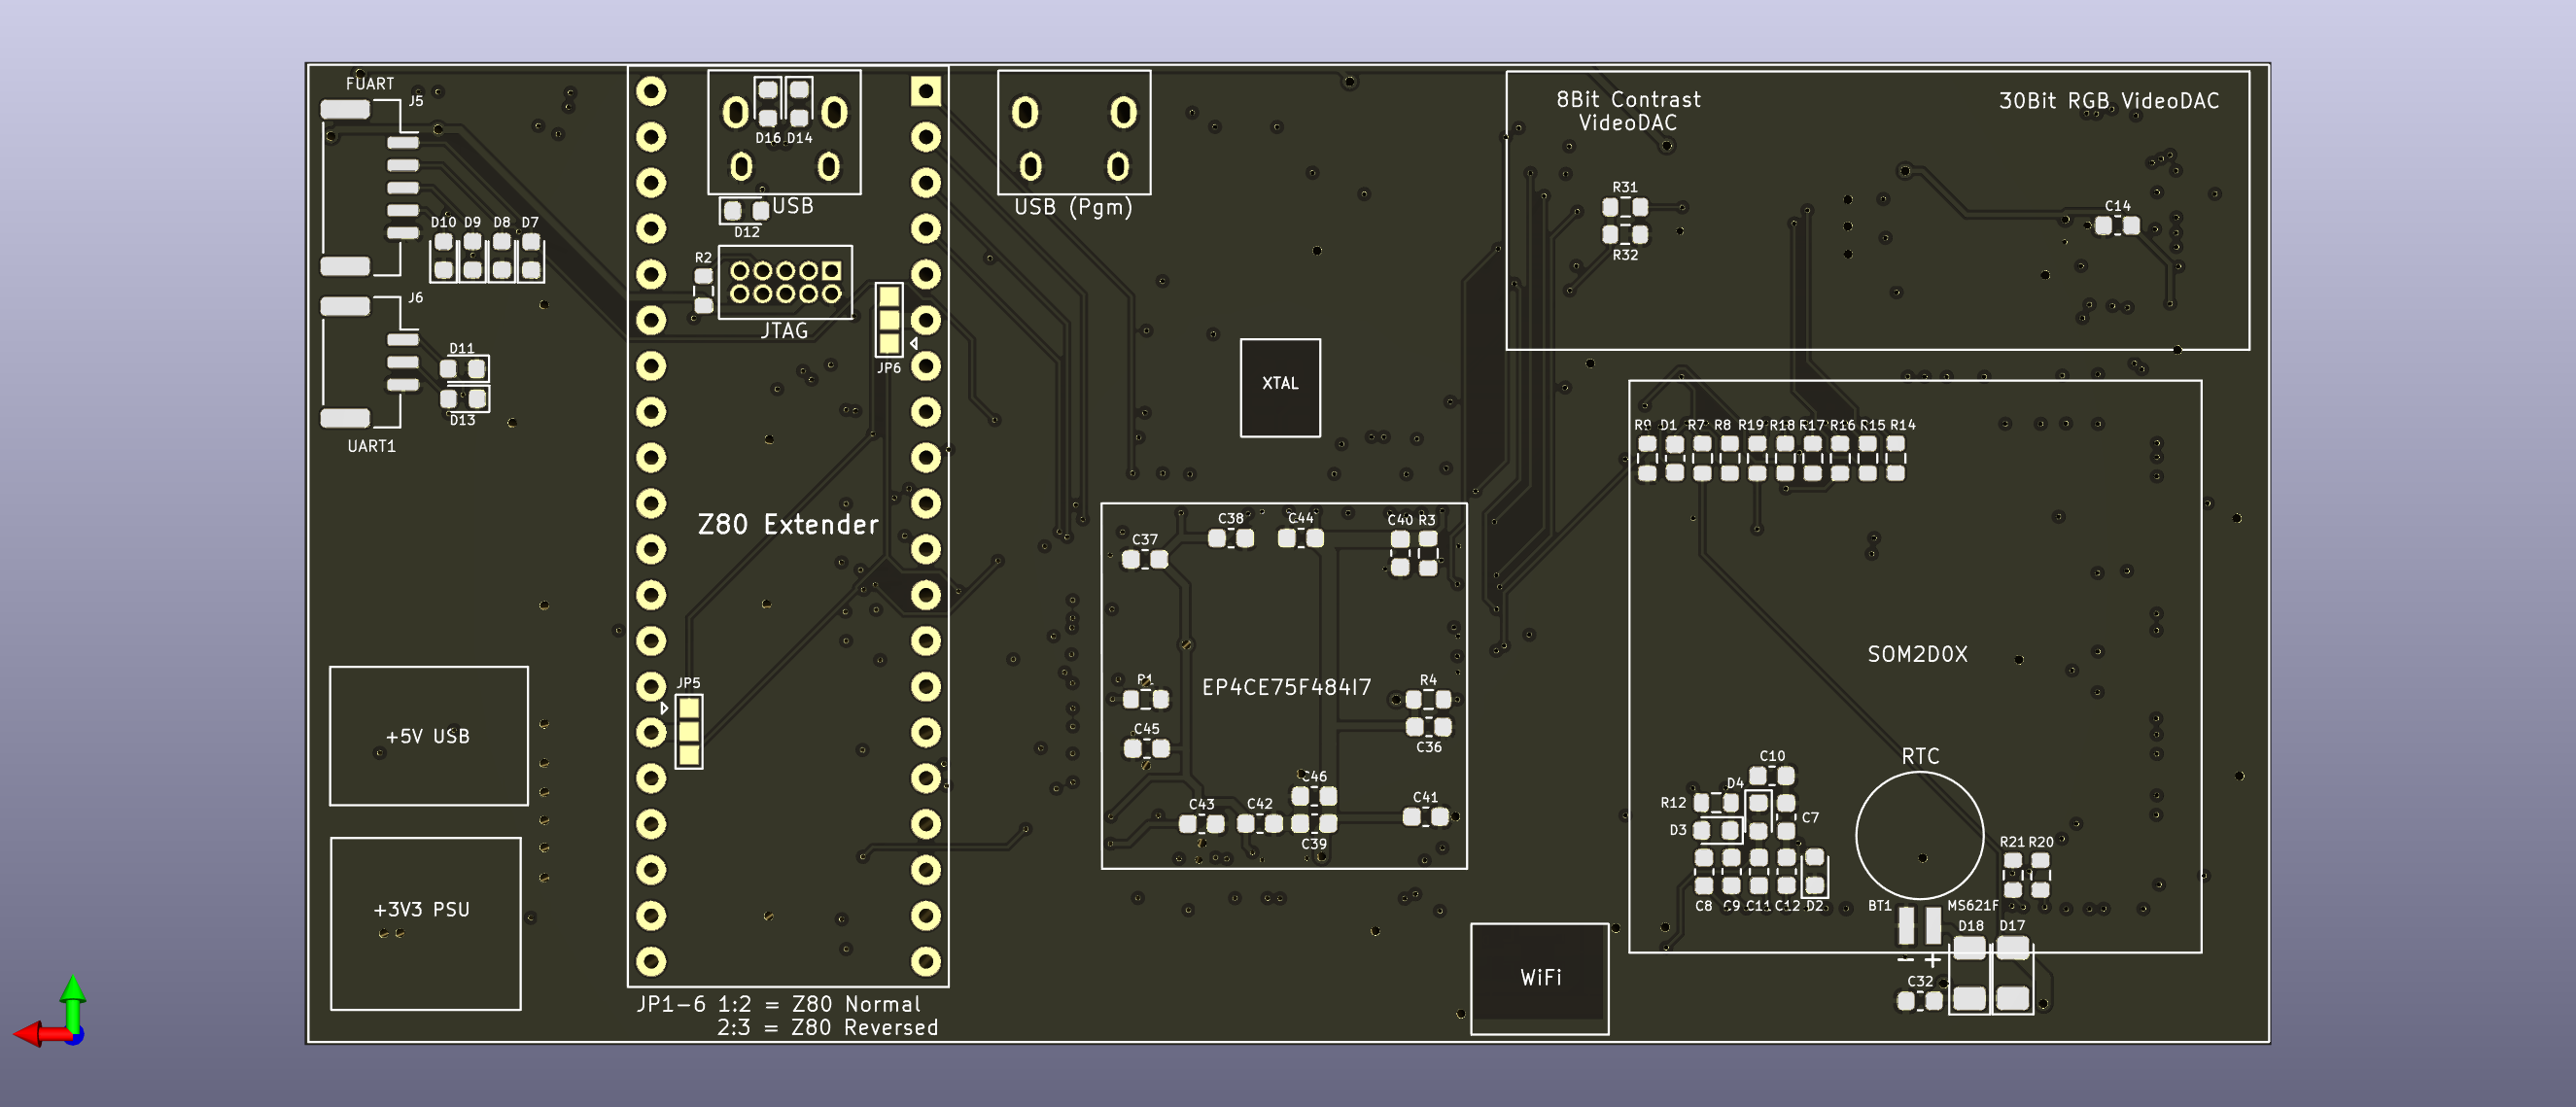 FUART
J5
D10 D9 D8 D7
J6
D11
D13
UART1
+5V USB
+3V3 PSU
D16 D14
USB
D12
R2
JTAG
JP6
Z80 Extender
JP5
JP1-6 1:2 = Z80 Normal
2:3 = Z80 Reversed
USB (Pgm)
XTAL
C38
C44
C40 R3
C37
R1
EP4CE75F484I7
R4
C45
C36
C46
C43
C42
C41
C39
WiFi
8Bit Contrast
VideoDAC
30Bit RGB VideoDAC
R31
R32
C14
R9 D1 R7 R8 R19 R18 R17 R16 R15 R14
SOM2D0X
RTC
C10
D4
R12
C7
D3
R21 R20
C8 C9 C11 C12 D2
BT1
MS621F
D18 D17
- +
C32